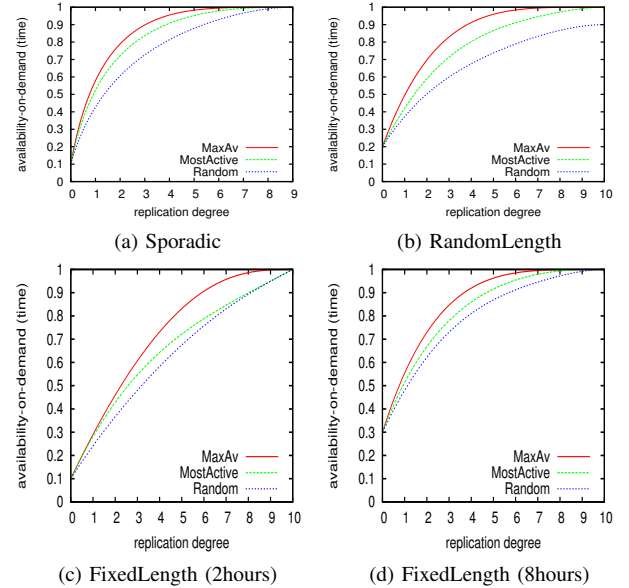 availability-on-demand (time)
1
0.9
0.8
0.7
0.6
0.5
0.4
0.3
0.2
0.1
0
MaxAv
MostActive
Random
0 1 2 3 4 5 6 7 8 9
replication degree
(a) Sporadic
availability-on-demand (time)
1
0.9
0.8
0.7
0.6
0.5
0.4
0.3
0.2
0.1
0
MaxAv
MostActive
Random
0 1 2 3 4 5 6 7 8 9 10
replication degree
(b) RandomLength
availability-on-demand (time)
1
0.9
0.8
0.7
0.6
0.5
0.4
0.3
0.2
0.1
0
MaxAv
MostActive
Random
0 1 2 3 4 5 6 7 8 9 10
replication degree
(c) FixedLength (2hours)
availability-on-demand (time)
1
0.9
0.8
0.7
0.6
0.5
0.4
0.3
0.2
0.1
0
MaxAv
MostActive
Random
0 1 2 3 4 5 6 7 8 9 10
replication degree
(d) FixedLength (8hours)